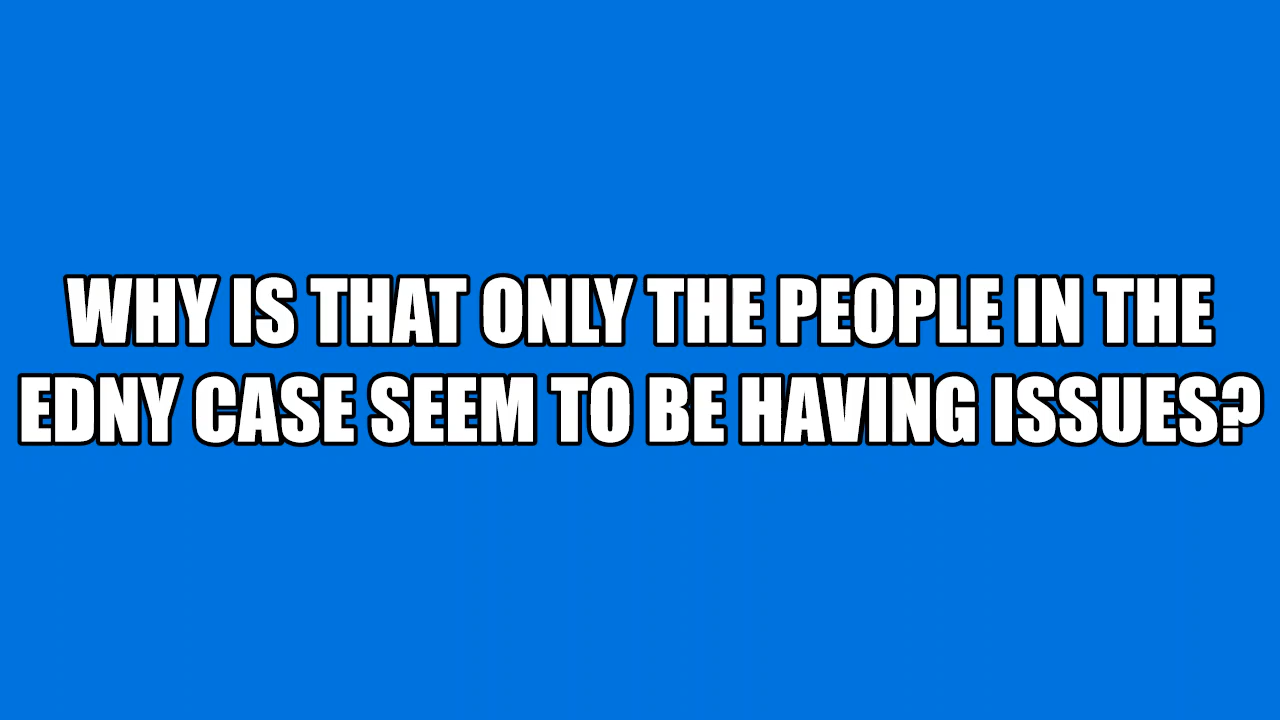 WHY IS THAT ONLY THE PEOPLE IN THE
EDNY CASE SEEM TO BE HAVING ISSUES?